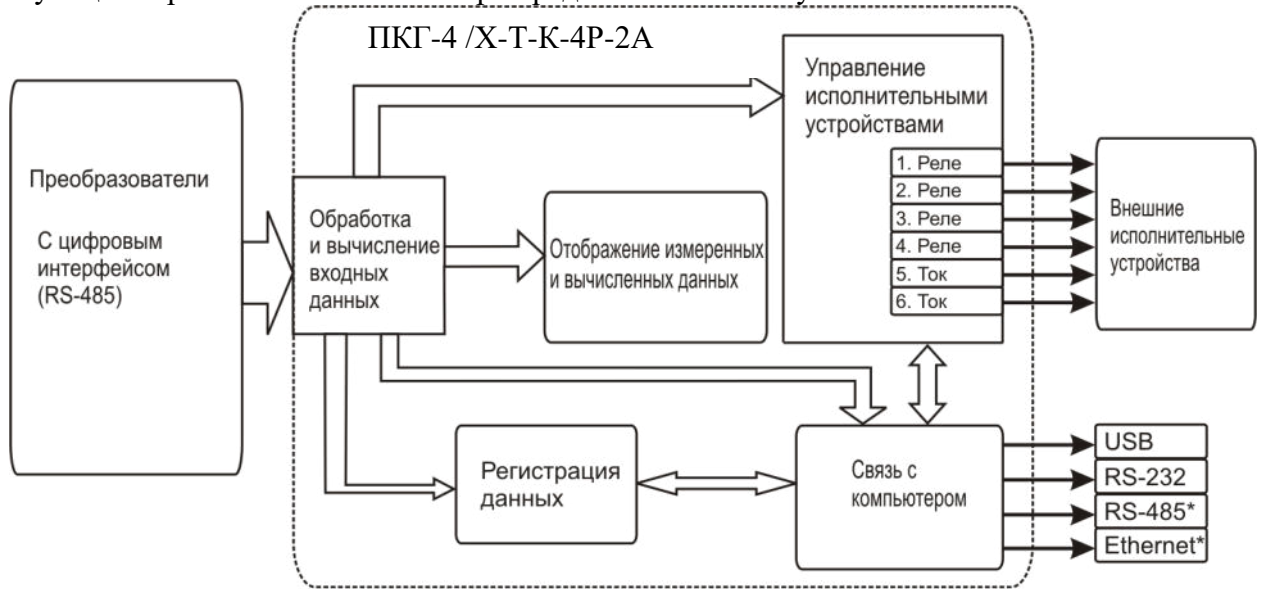 ПКГ-4 /Х-Т-К-4Р-2А
Преобразователи
С цифровым
интерфейсом
(RS-485)
Обработка
и вычисление
входных
данных
Отображение измеренных
и вычисленных данных
Управление
исполнительными
устройствами
1. Реле
2. Реле
3. Реле
4. Реле
5. Ток
6. Ток
Внешние
исполнительные
устройства
Регистрация
данных
Связь с
компьютером
USB
RS-232
RS-485*
Ethernet*